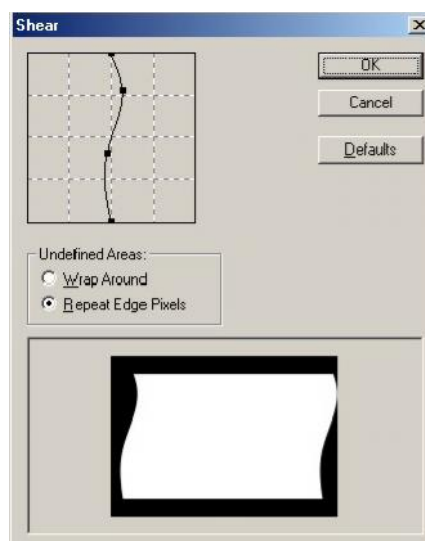 Shear
OK
Cancel
Defaults
Undefined Areas:
Wrap Around
Repeat Edge Pixels